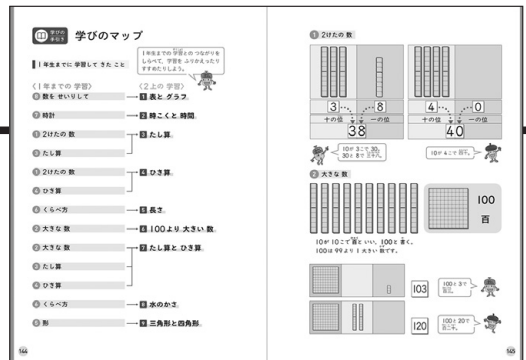 学びの手引き
学びのマップ
1年生までに 学習して きた こと
1年生までの 学習との つながりを
しらべて、学習を ふりかえったり
すすめたりしよう。
〈1年までの 学習〉
〈2上の 学習〉
数を せいりして
1 表と グラフ
7 時計
2 時こくと 時間
1 2けたの 数
3 たし算
3 たし算
1 2けたの 数
4 ひき算
4 ひき算
くらべ方
5 長さ
2 大きな 数
6 100より 大きい 数
2 大きな 数
7 たし算と ひき算
3 たし算
4 ひき算
くらべ方
8 水のかさ
形
9 三角形と四角形
144
1 2けたの 数
3 8
十の位 一の位
38
4 0
十の位 一の位
40
10が 3こで 30。
30と 8で
10が 4こで
2 大きな 数
100
百
10が 10こで 百と いい、100と 書く。
100は 99より 1 大きい 数です。
103
100と 3で
120
100と 20で
145